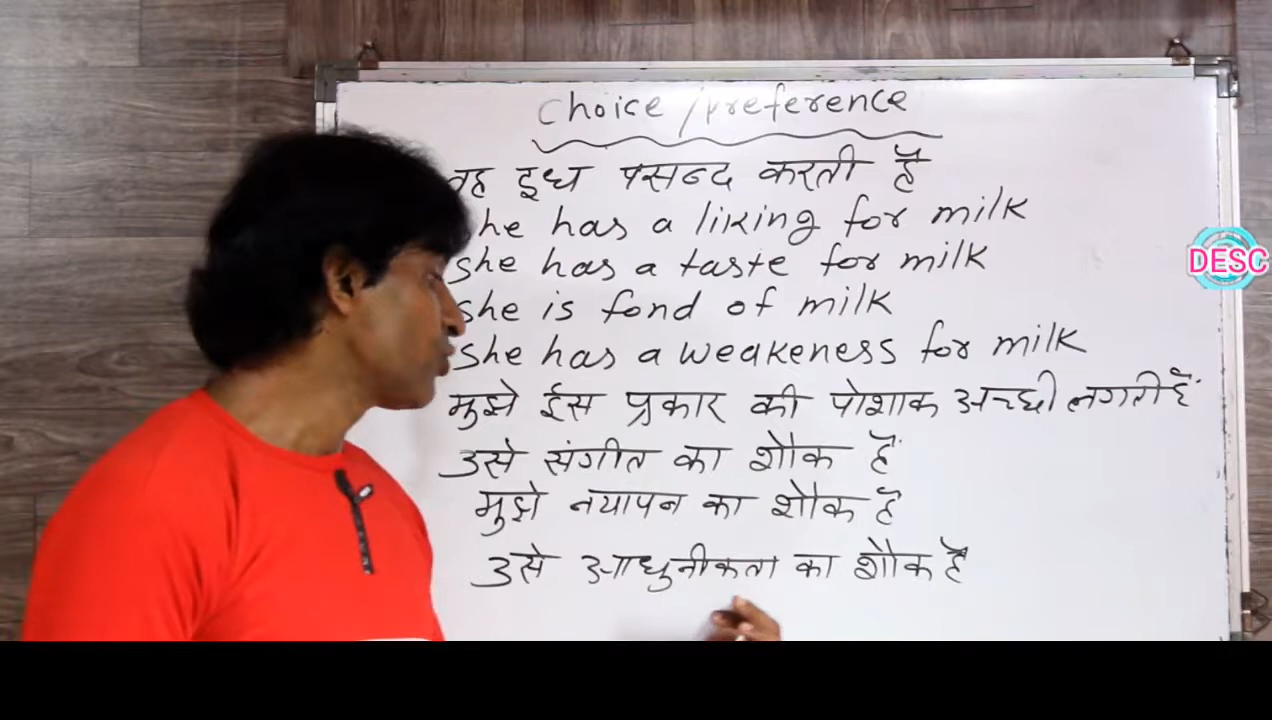 Choice/preference
वह दूध पसन्द करती है
she has a liking for milk
she has a taste for milk
she is fond of milk
she has a weakeness for milk
मुझे ईस प्रकार की पोशाक अच्छी लगती हैं
उसे संगीत का शौक हैं
मुझे नयापन का शौक है
उसे आधुनीकता का शौक है
DESC